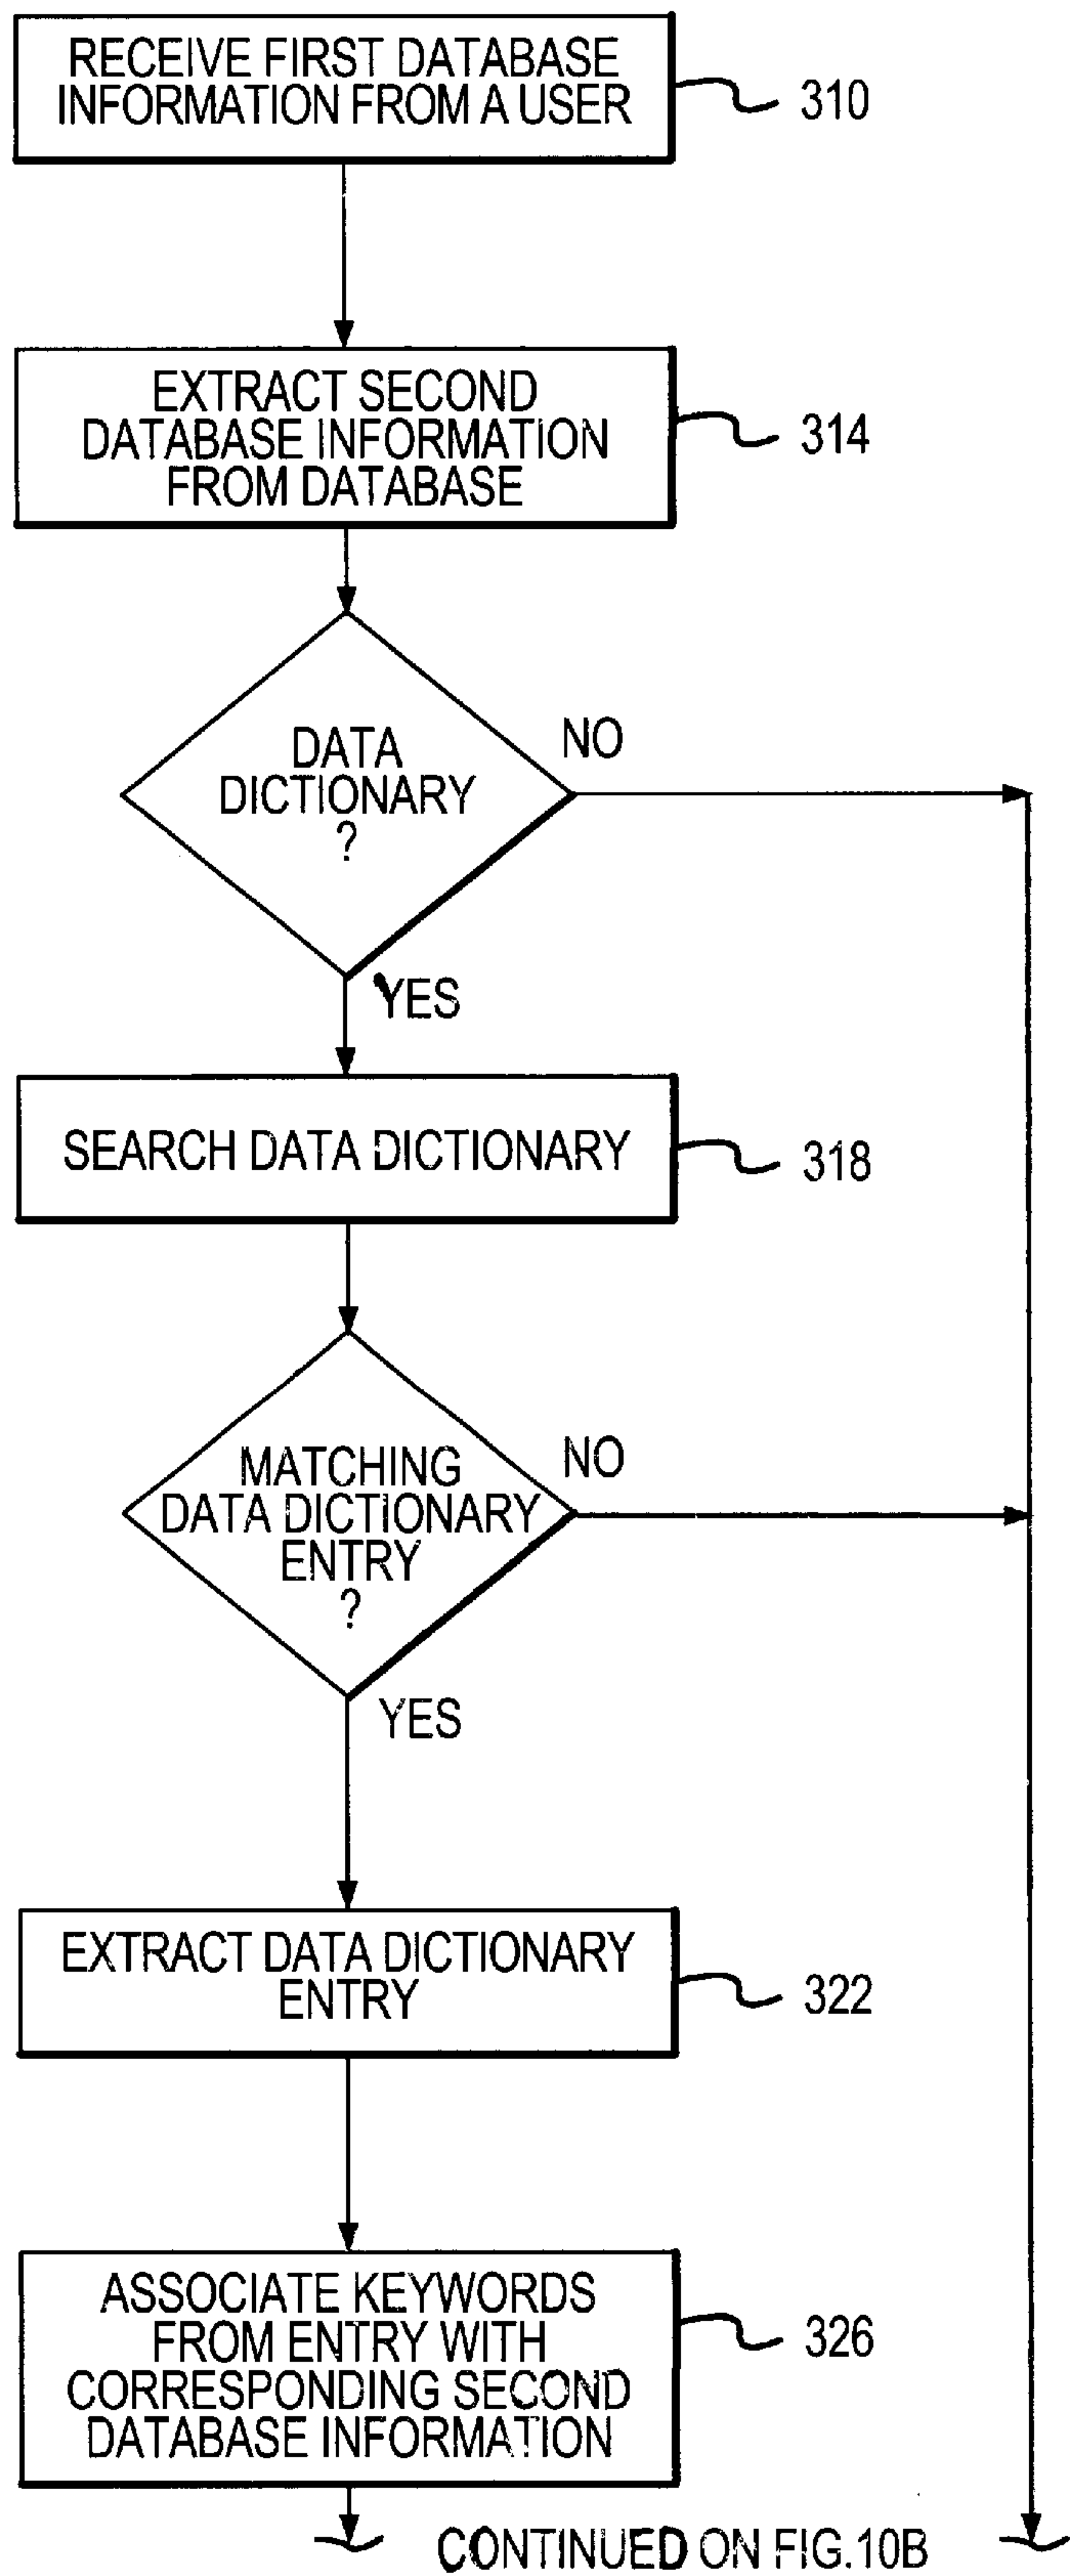 RECEIVE FIRST DATABASE
INFORMATION FROM A USER
310
EXTRACT SECOND
DATABASE INFORMATION
FROM DATABASE
314
DATA
DICTIONARY
?
NO
YES
SEARCH DATA DICTIONARY
318
MATCHING
DATA DICTIONARY
ENTRY
?
NO
YES
EXTRACT DATA DICTIONARY
ENTRY
322
ASSOCIATE KEYWORDS
FROM ENTRY WITH
CORRESPONDING SECOND
DATABASE INFORMATION
326
CONTINUED ON FIG.10B